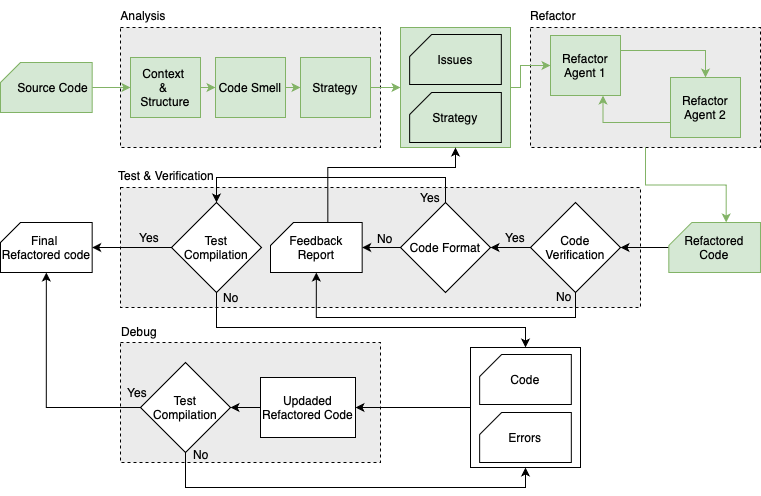 Analysis
Refactor
Source Code
Context
&
Structure
Code Smell
Strategy
Issues
Strategy
Refactor
Agent 1
Refactor
Agent 2
Test & Verification
Yes
Final
Refactored code
Yes
Test
Compilation
Feedback
Report
No
Code Format
Yes
Code
Verification
Refactored
Code
No
No
Debug
Yes
Test
Compilation
Updaded
Refactored Code
Code
Errors
No